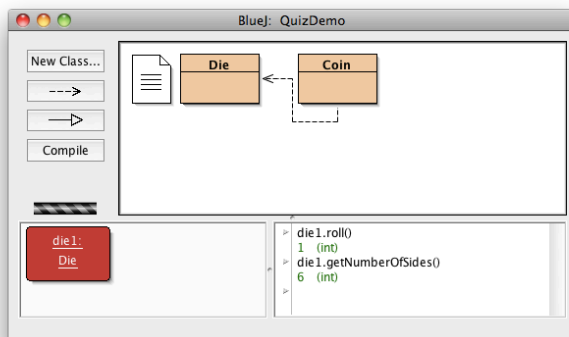 BlueJ: QuizDemo
New Class...
Compile
Die
Coin
die1:
Die
die1.roll()
1 (int)
die1.getNumberOfSides()
6 (int)